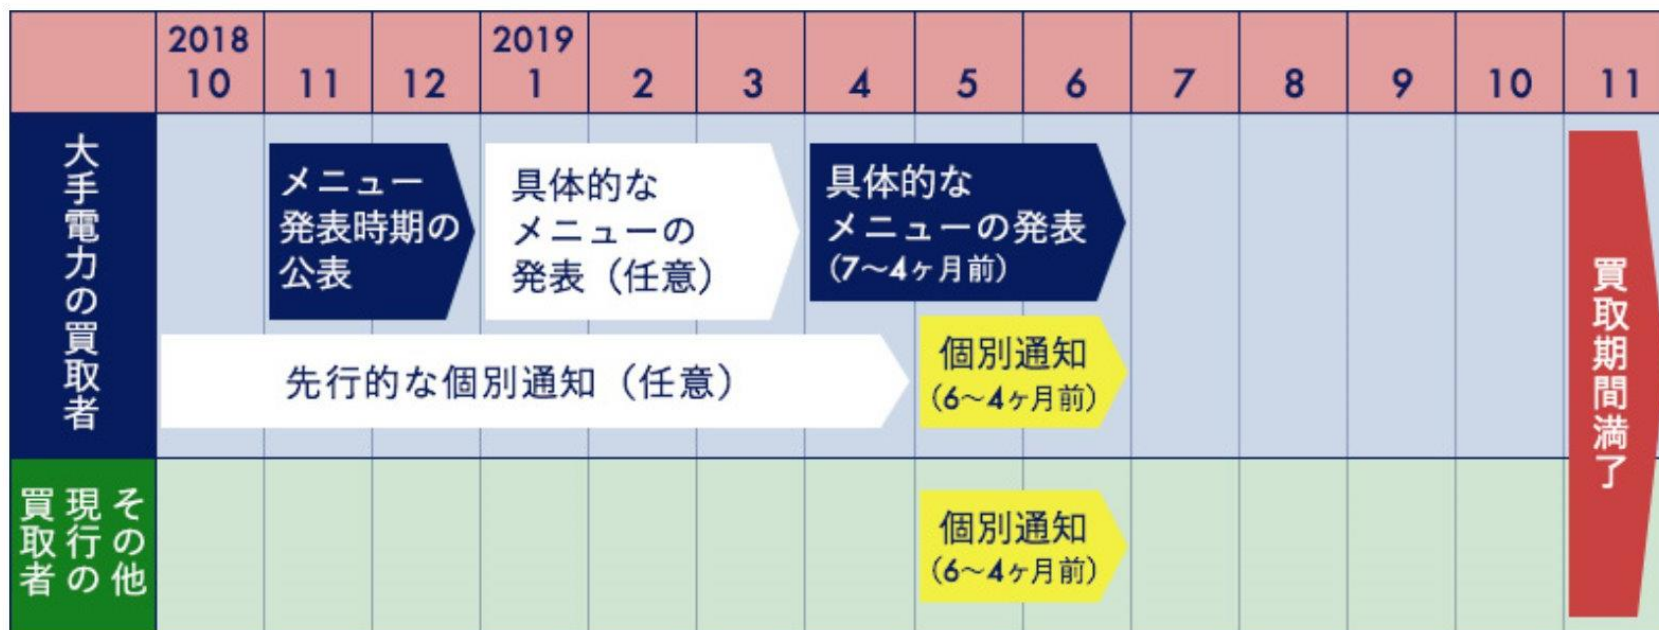 2018
10
11
12
2019
1
2
3
4
5
6
7
8
9
10
11
大手電力の買取者
メニュー
発表時期の
公表
具体的な
メニューの
発表（任意）
具体的な
メニューの発表
（7〜4ヶ月前）
先行的な個別通知（任意）
個別通知
（6〜4ヶ月前）
買取期間満了
その他
現行の
買取者
個別通知
（6〜4ヶ月前）